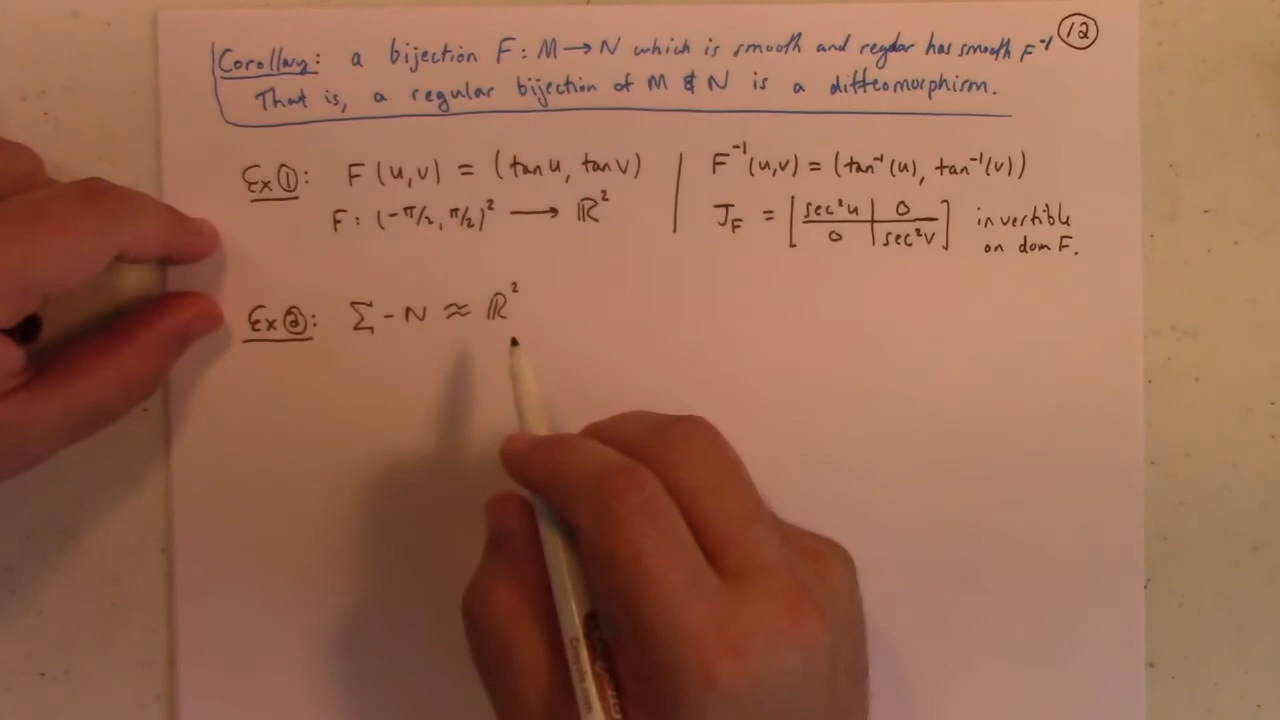 12
Corollary: a bijection F: M → N which is smooth and regular has smooth F⁻¹
That is, a regular bijection of M & N is a diffeomorphism.
Ex ①: F(u,v) = (tan u, tan v) | F⁻¹(u,v) = (tan⁻¹(u), tan⁻¹(v))
F: (-π/2, π/2)² ⟶ ℝ² | J_F = [sec²u | 0 / 0 | sec²v] invertible
on dom F.
Ex ②: Σ - N ≈ ℝ²